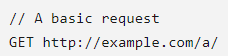 // A basic request
GET http://example.com/a/